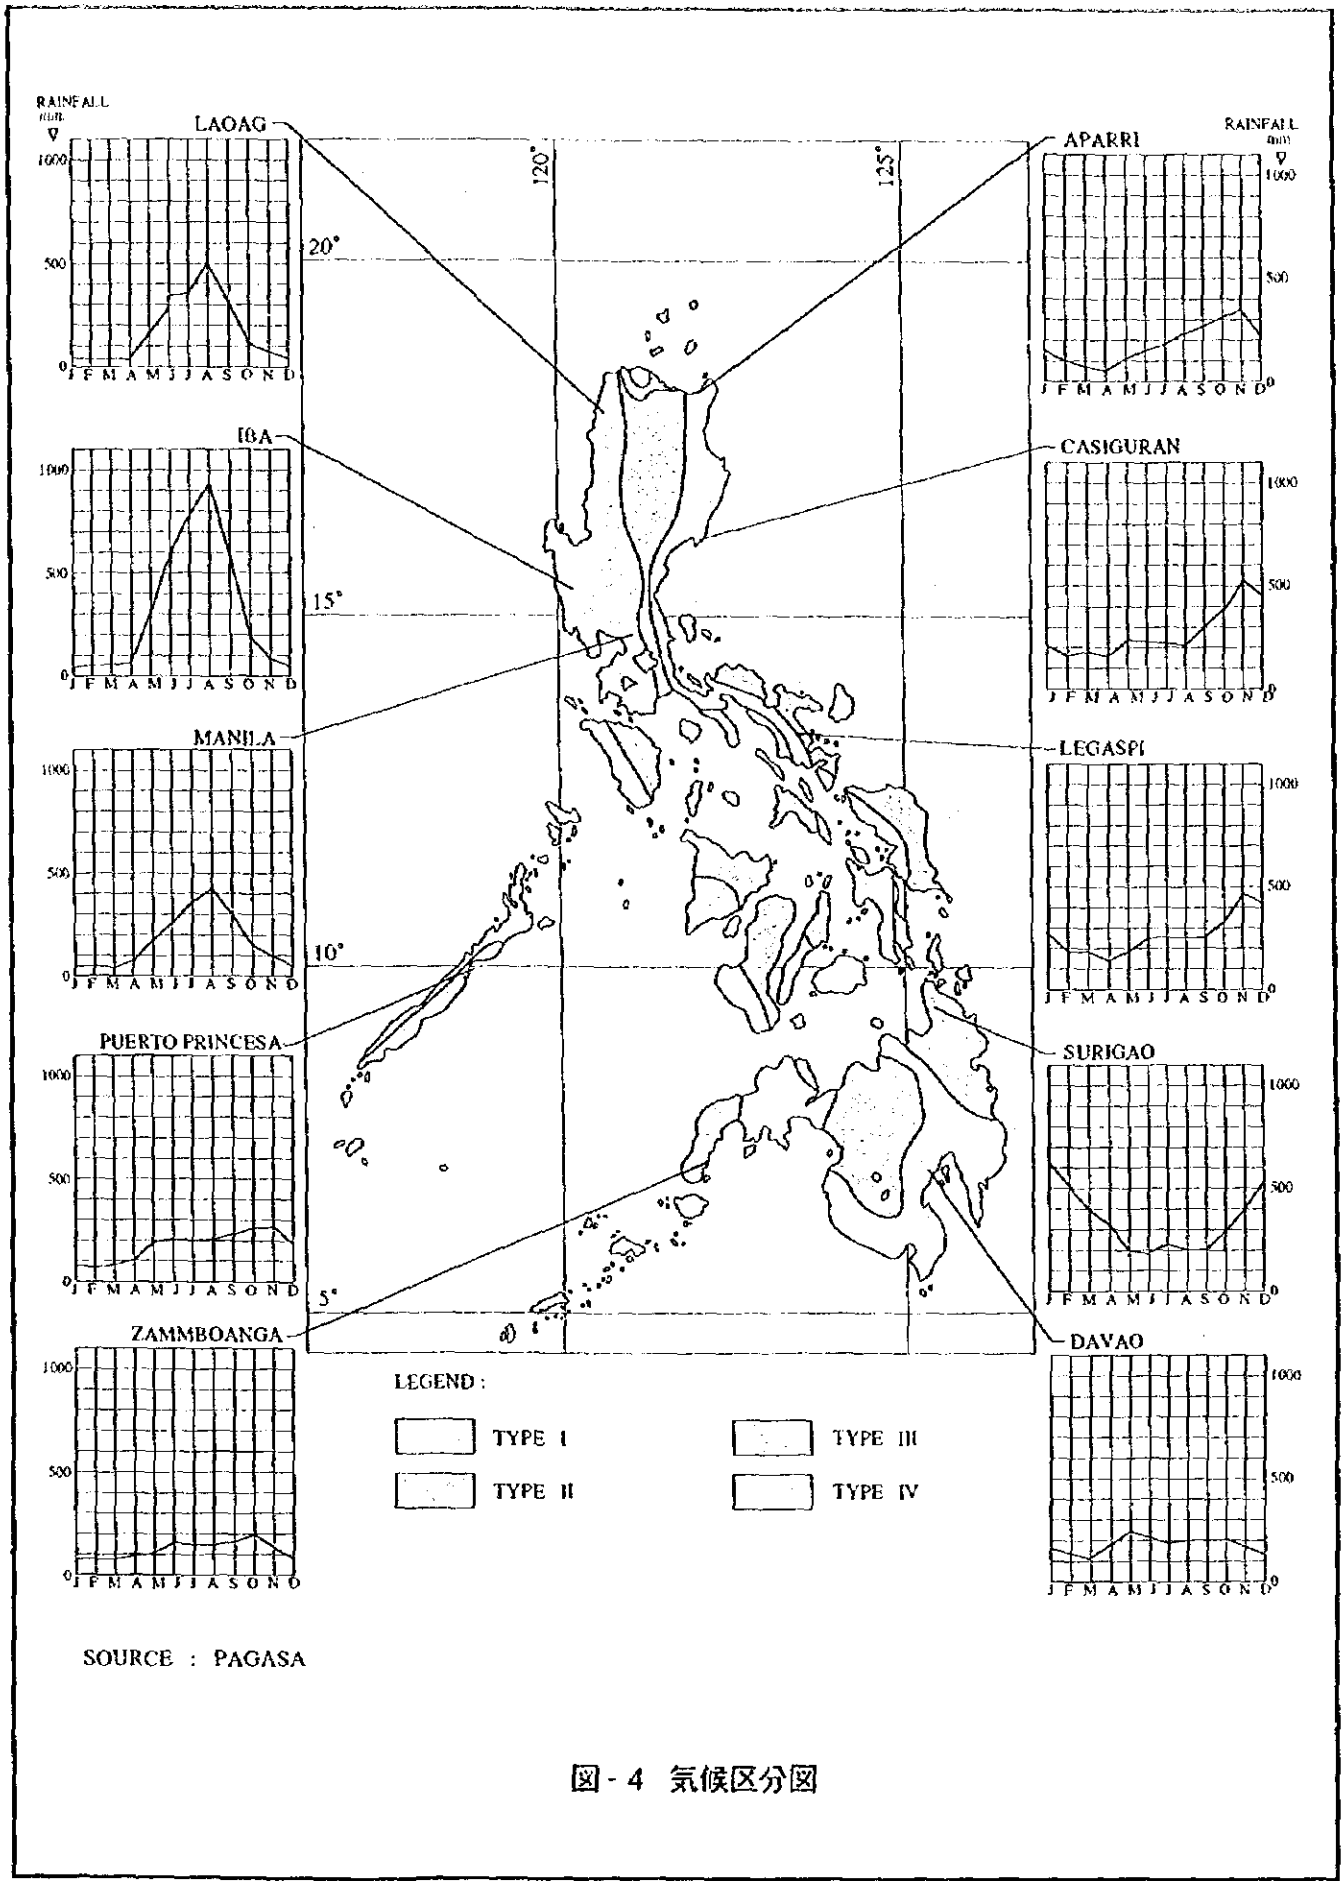 RAINFALL
mm
LAOAG
1000
500
0
J F M A M J J A S O N D
IBA
1000
500
0
J F M A M J J A S O N D
MANILA
1000
500
0
J F M A M J J A S O N D
PUERTO PRINCESA
1000
500
0
J F M A M J J A S O N D
ZAMMBOANGA
1000
500
0
J F M A M J J A S O N D
120°
125°
20°
15°
10°
5°
RAINFALL
mm
APARRI
1000
500
0
J F M A M J J A S O N D
CASIGURAN
1000
500
0
J F M A M J J A S O N D
LEGASPI
1000
500
0
J F M A M J J A S O N D
SURIGAO
1000
500
0
J F M A M J J A S O N D
DAVAO
1000
500
0
J F M A M J J A S O N D
LEGEND :
TYPE I
TYPE III
TYPE II
TYPE IV
SOURCE : PAGASA
図-4 気候区分図